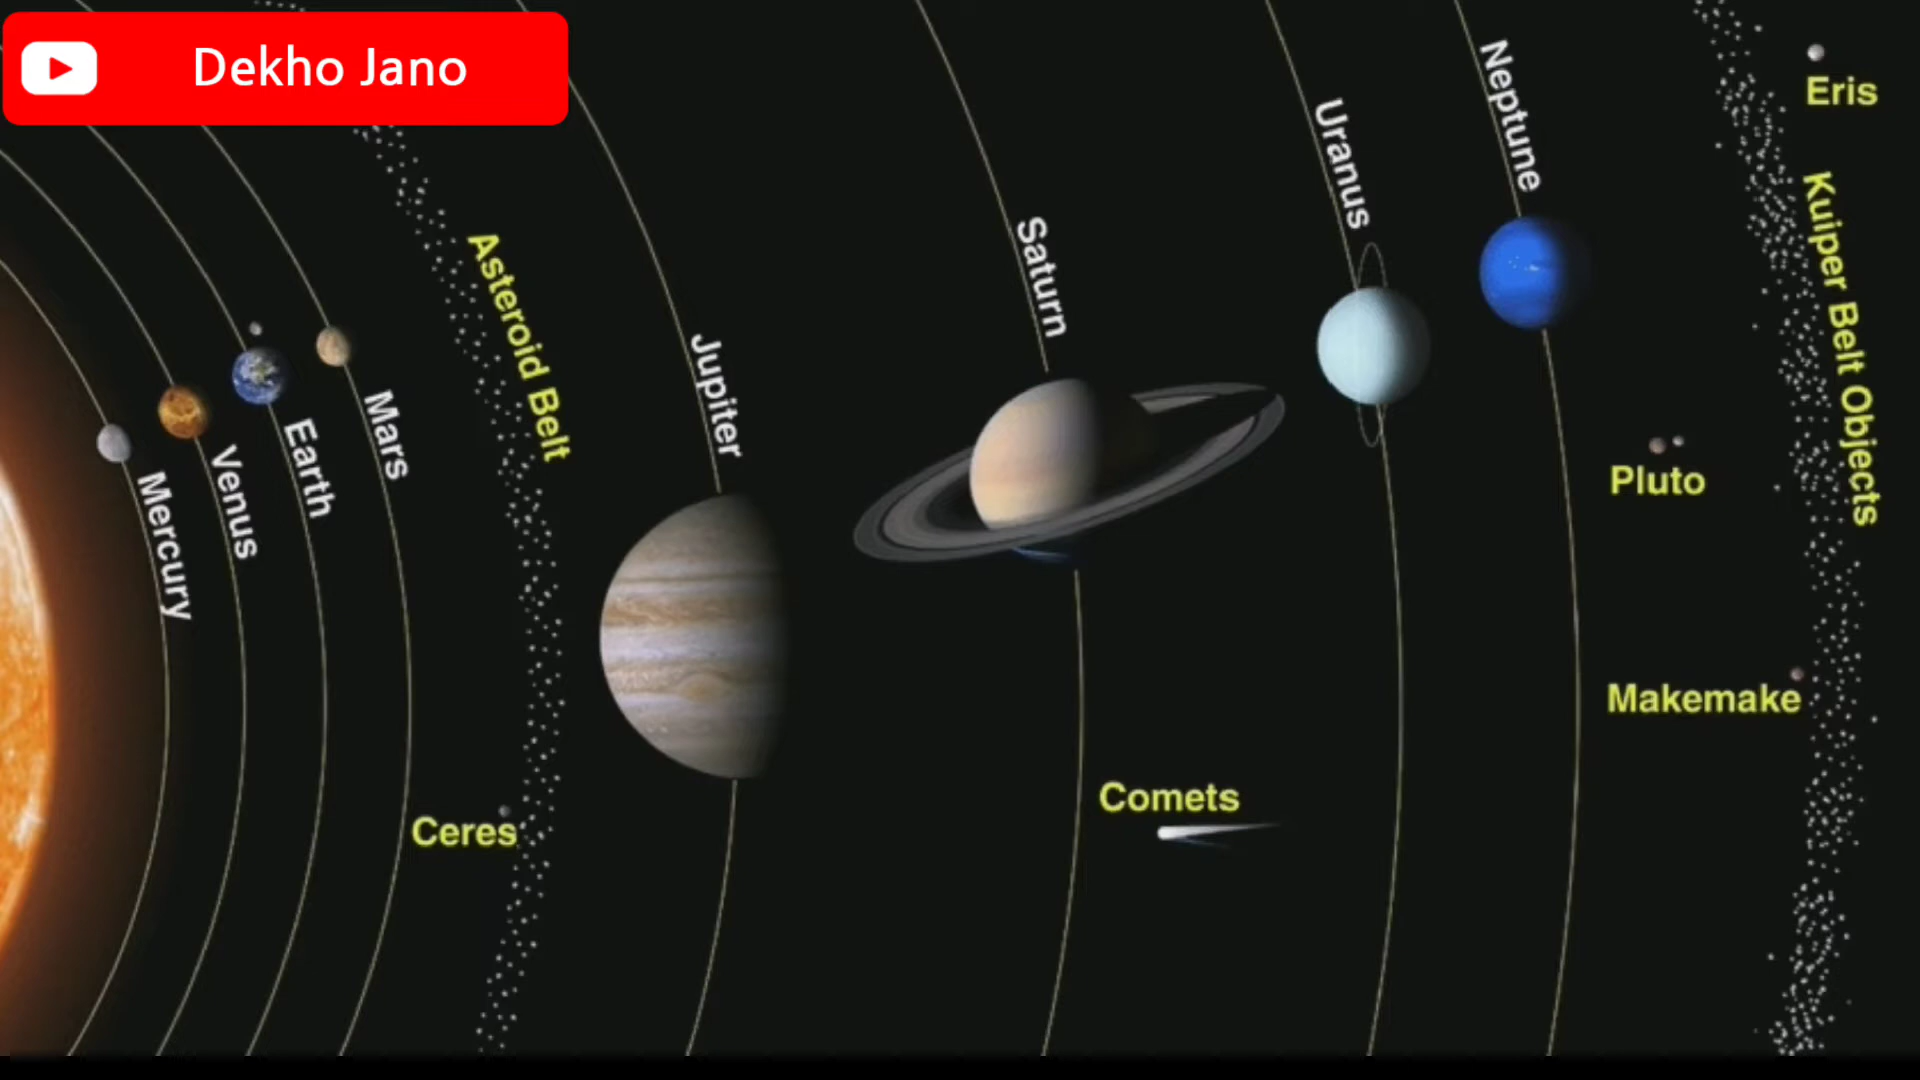 Dekho Jano
Mercury
Venus
Earth
Mars
Asteroid Belt
Ceres
Jupiter
Saturn
Comets
Uranus
Neptune
Pluto
Makemake
Eris
Kuiper Belt Objects